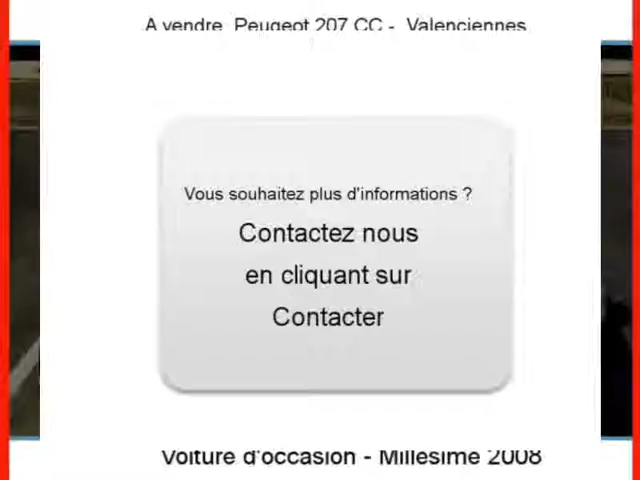 A vendre Peugeot 207 CC - Valenciennes
Vous souhaitez plus d'informations ?
Contactez nous
en cliquant sur
Contacter
Voiture d'occasion - Millesime 2008